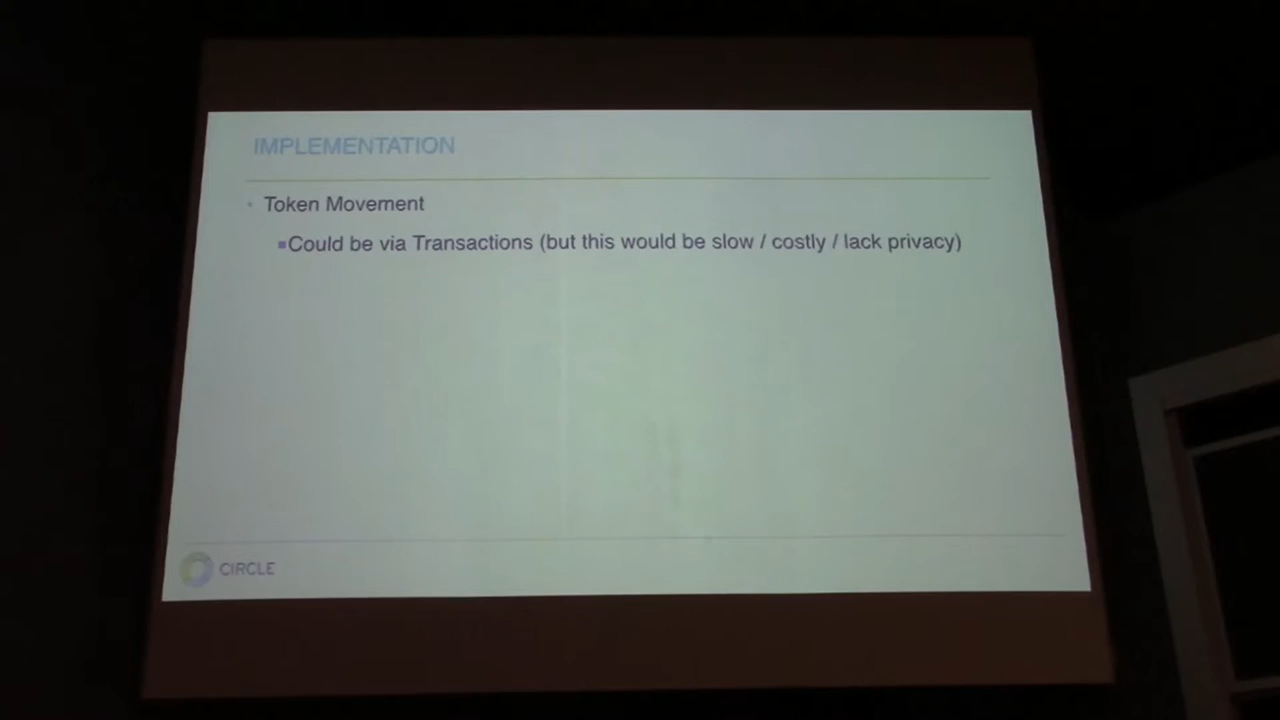 IMPLEMENTATION
• Token Movement
▪Could be via Transactions (but this would be slow / costly / lack privacy)
CIRCLE